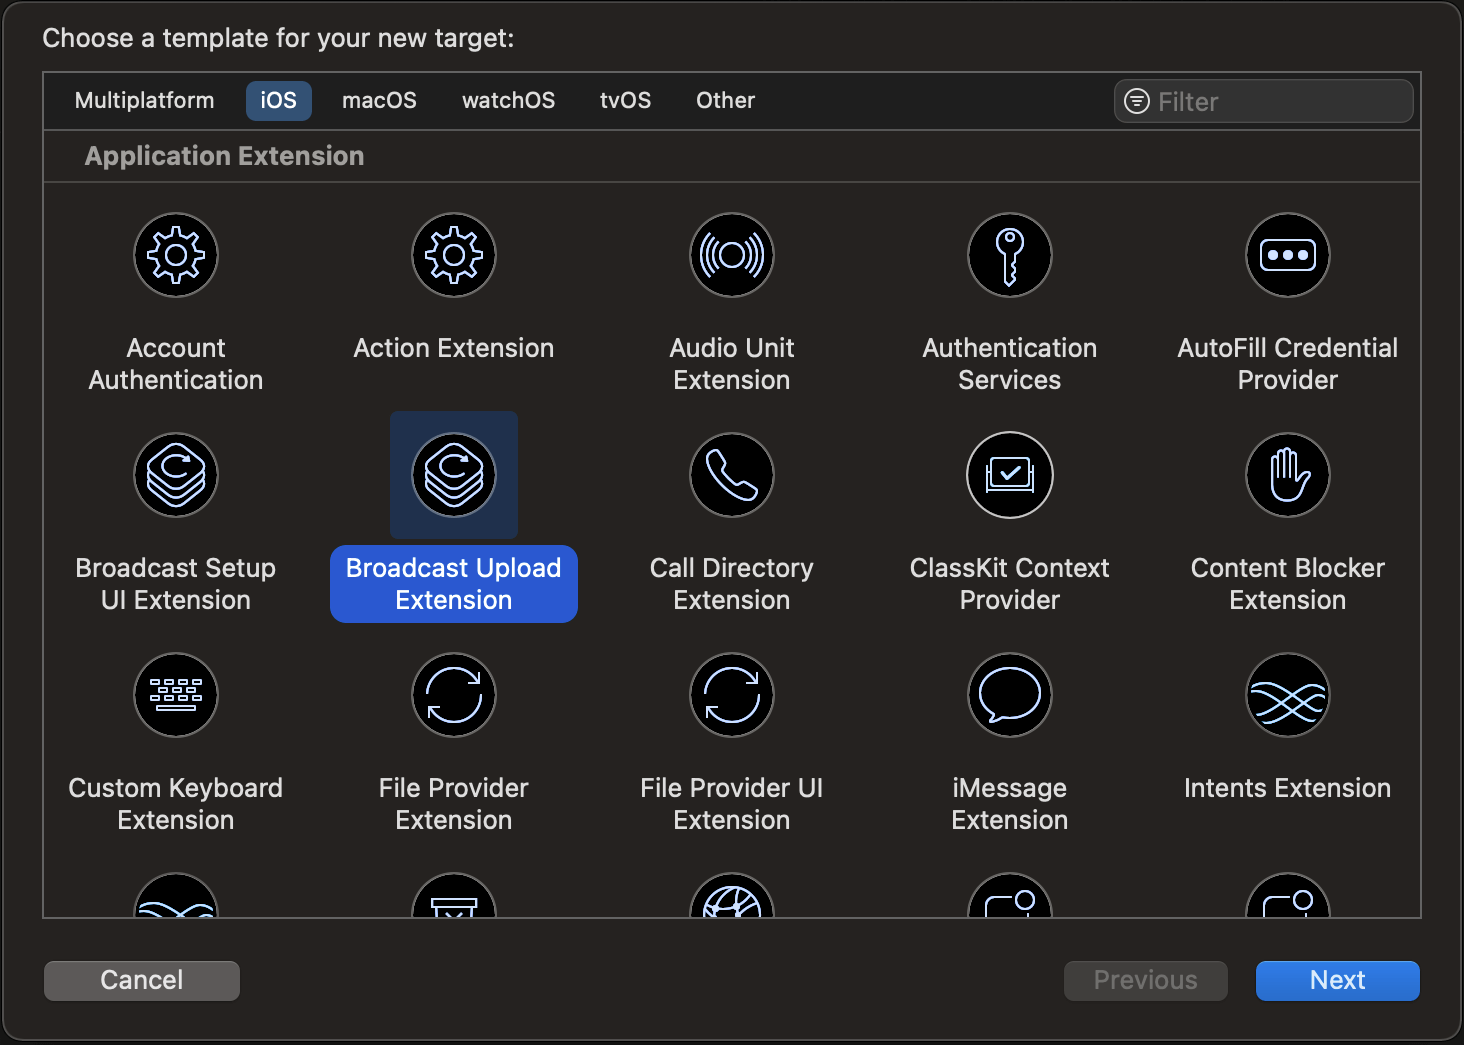 Choose a template for your new target:
Multiplatform iOS macOS watchOS tvOS Other Filter
Application Extension
Account Authentication
Action Extension
Audio Unit Extension
Authentication Services
AutoFill Credential Provider
Broadcast Setup UI Extension
Broadcast Upload Extension
Call Directory Extension
ClassKit Context Provider
Content Blocker Extension
Custom Keyboard Extension
File Provider Extension
File Provider UI Extension
iMessage Extension
Intents Extension
Cancel Previous Next